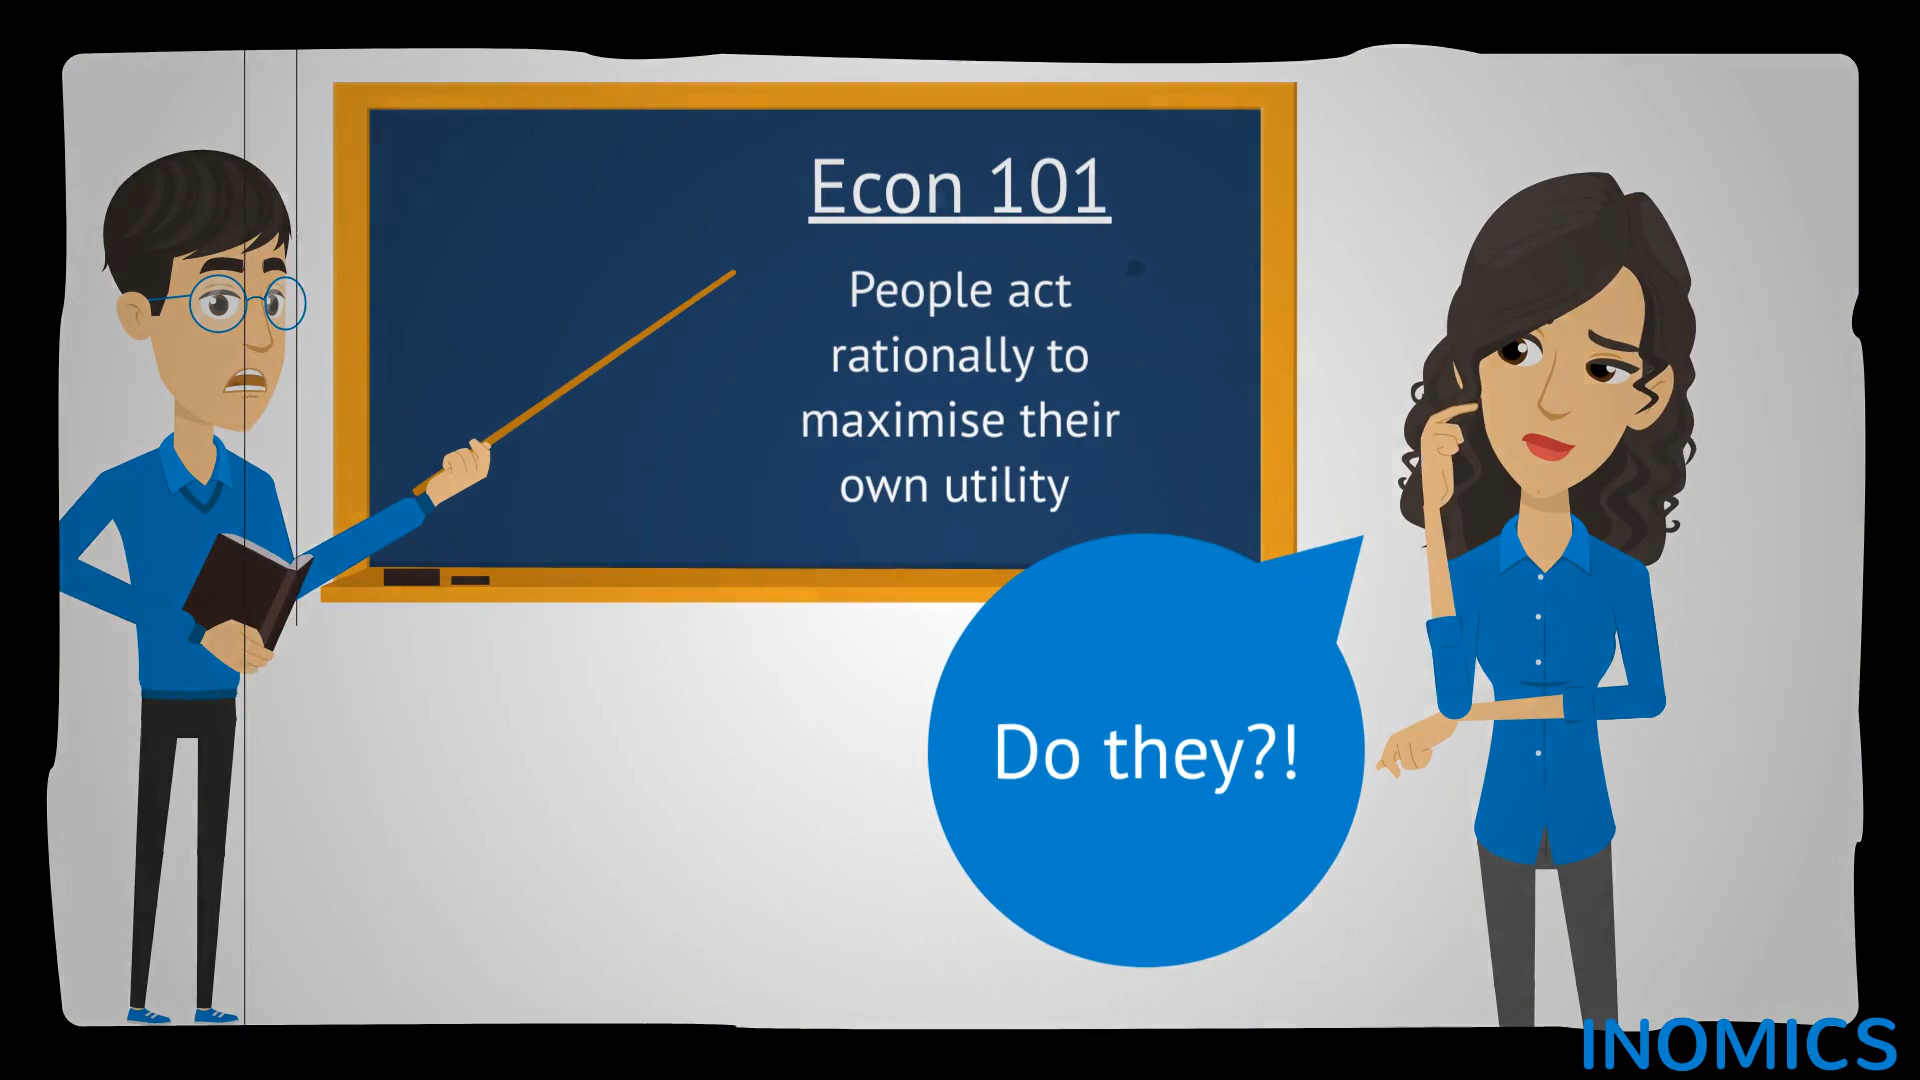 Econ 101
People act
rationally to
maximise their
own utility
Do they?!
INOMICS